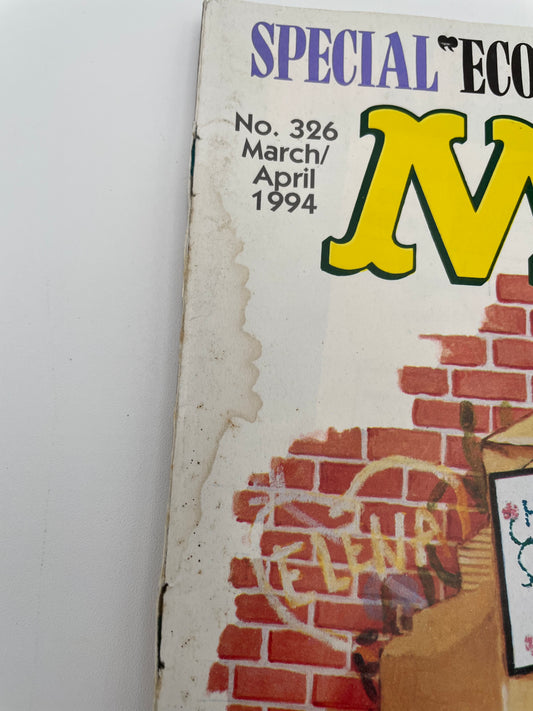 SPECIAL "ECO
No. 326
March/
April
1994
M
ELENA